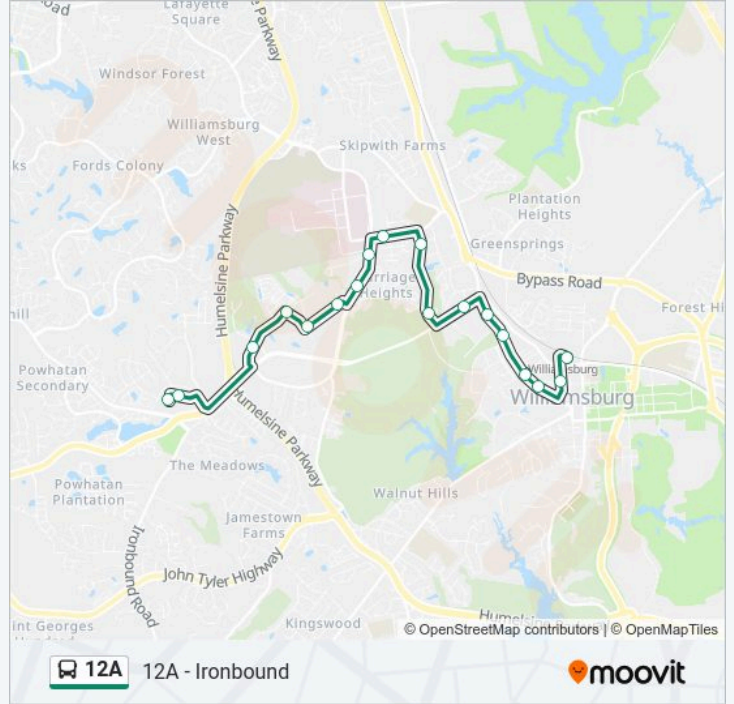 Lafayette
Square
Parkway
Windsor Forest
Williamsburg
West
Skipwith Farms
Fords Colony
Plantation
Heights
Greensprings
Humelsine Parkway
Heights
Bypass Road
Powhatan
Secondary
Williamsburg
Humelsine Parkway
The Meadows
Walnut Hills
Powhatan
Plantation
Jamestown
Farms
Ironbound Road
John Tyler Highway
Kingswood
© OpenStreetMap contributors | © OpenMapTiles
12A
12A - Ironbound
moovit